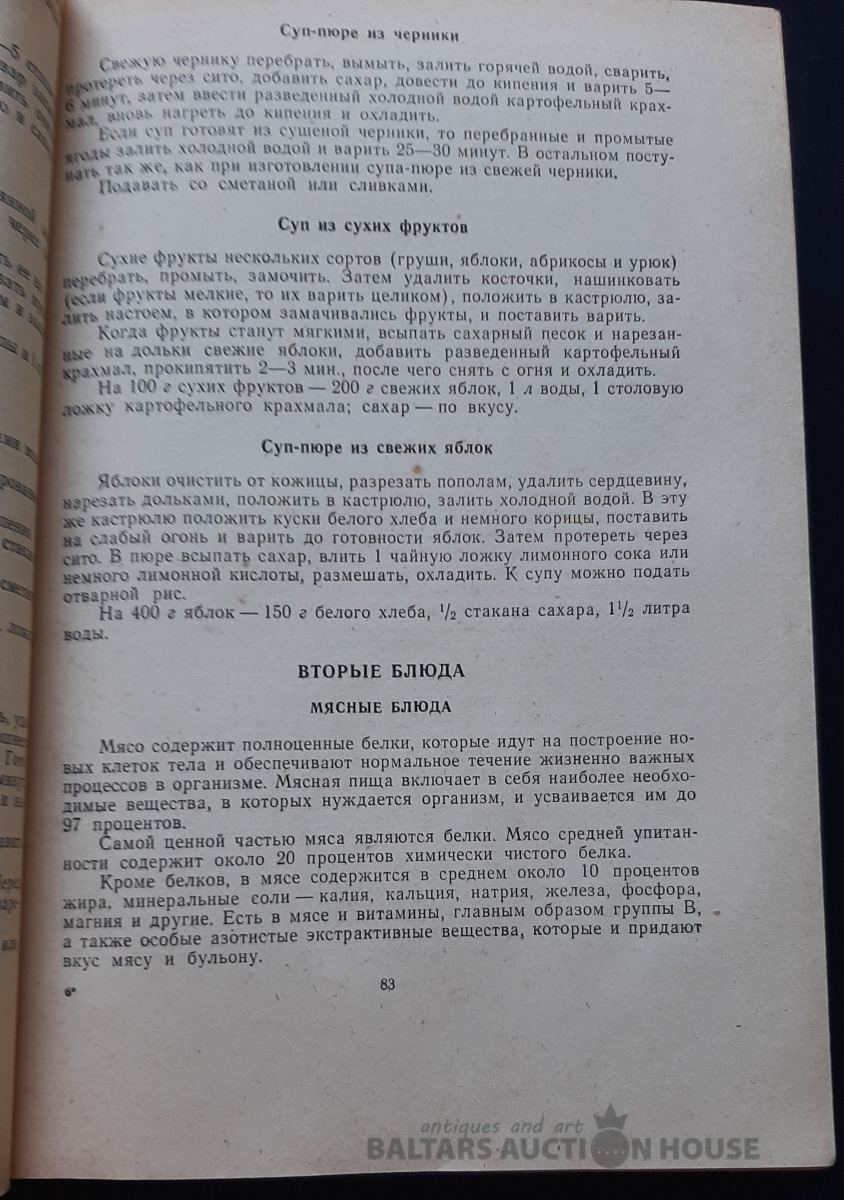 Суп-пюре из черники
Свежую чернику перебрать, вымыть, залить горячей водой, сварить,
протереть через сито, добавить сахар, довести до кипения и варить 5—
6 минут, затем ввести разведенный холодной водой картофельный крах-
мал, вновь нагреть до кипения и охладить.
Если суп готовят из сушеной черники, то перебранные и промытые
ягоды залить холодной водой и варить 25—30 минут. В остальном посту-
пать так же, как при изготовлении супа-пюре из свежей черники.
Подавать со сметаной или сливками.
Суп из сухих фруктов
Сухие фрукты нескольких сортов (груши, яблоки, абрикосы и урюк)
перебрать, промыть, замочить. Затем удалить косточки, нашинковать
(если фрукты мелкие, то их варить целиком), положить в кастрюлю, за-
лить настоем, в котором замачивались фрукты, и поставить варить.
Когда фрукты станут мягкими, всыпать сахарный песок и нарезан-
ные на дольки свежие яблоки, добавить разведенный картофельный
крахмал, прокипятить 2—3 мин., после чего снять с огня и охладить.
На 100 г сухих фруктов — 200 г свежих яблок, 1 л воды, 1 столовую
ложку картофельного крахмала; сахар — по вкусу.
Суп-пюре из свежих яблок
Яблоки очистить от кожицы, разрезать пополам, удалить сердцевину,
нарезать дольками, положить в кастрюлю, залить холодной водой. В эту
же кастрюлю положить куски белого хлеба и немного корицы, поставить
на слабый огонь и варить до готовности яблок. Затем протереть через
сито. В пюре всыпать сахар, влить 1 чайную ложку лимонного сока или
немного лимонной кислоты, размешать, охладить. К супу можно подать
отварной рис.
На 400 г яблок — 150 г белого хлеба, 1/2 стакана сахара, 1 1/2 литра
воды.
ВТОРЫЕ БЛЮДА
МЯСНЫЕ БЛЮДА
Мясо содержит полноценные белки, которые идут на построение но-
вых клеток тела и обеспечивают нормальное течение жизненно важных
процессов в организме. Мясная пища включает в себя наиболее необхо-
димые вещества, в которых нуждается организм, и усваивается им до
97 процентов.
Самой ценной частью мяса являются белки. Мясо средней упитан-
ности содержит около 20 процентов химически чистого белка.
Кроме белков, в мясе содержится в среднем около 10 процентов
жира, минеральные соли — калия, кальция, натрия, железа, фосфора,
магния и другие. Есть в мясе и витамины, главным образом группы В,
а также особые азотистые экстрактивные вещества, которые и придают
вкус мясу и бульону.
6*
83
antiques and art
BALTARS AUCTION HOUSE